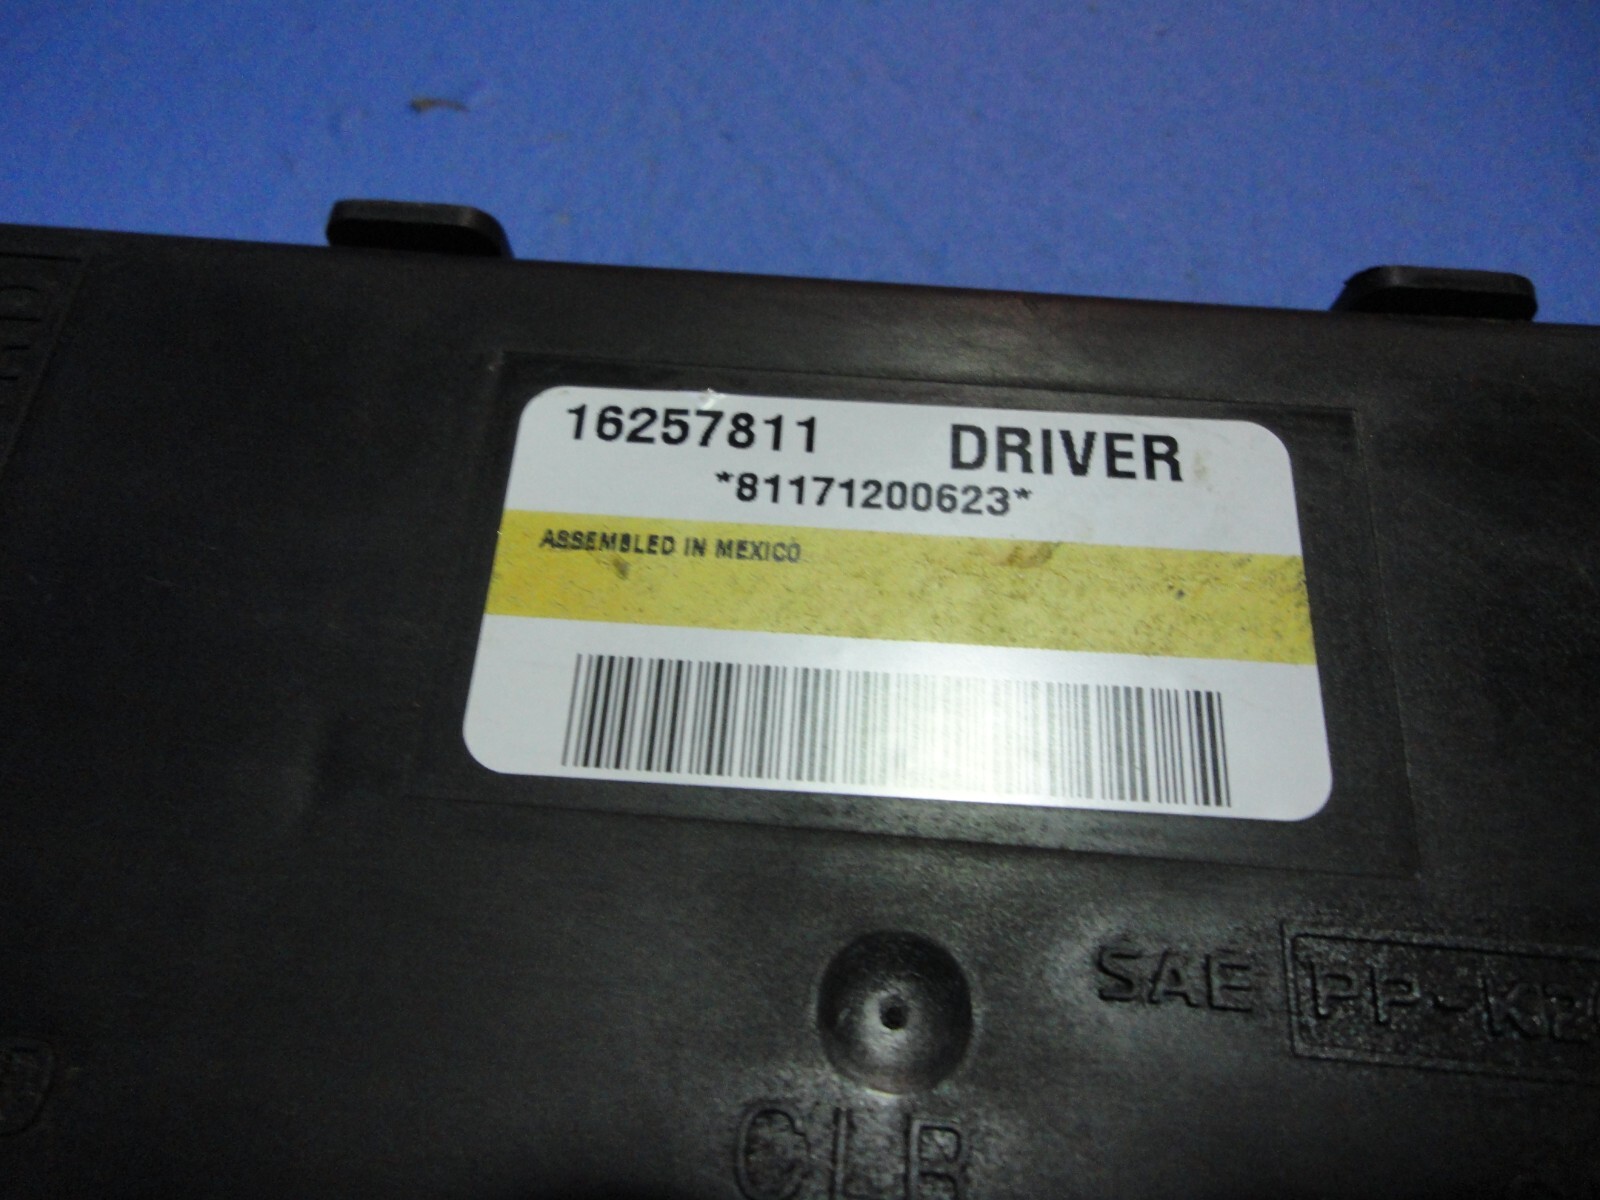 16257811 DRIVER
*81171200623*
ASSEMBLED IN MEXICO
SAE
CLB